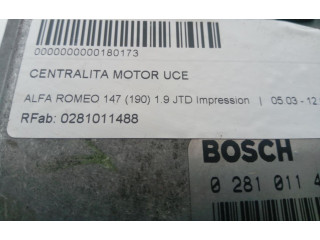 0000000000180173
CENTRALITA MOTOR UCE
ALFA ROMEO 147 (190) 1.9 JTD Impression | 05.03 - 12
RFab: 0281011488
BOSCH
0 281 011 4